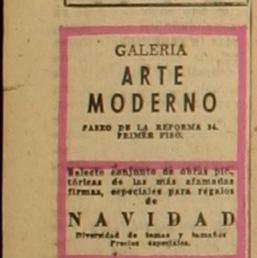 GALERIA
ARTE
MODERNO
PASEO DE LA REFORMA 34.
PRIMER PISO.
Selecto conjunto de obras pic-
tóricas de las más afamadas
firmas, especiales para regalos
de
NAVIDAD
Diversidad de temas y tamaños
Precios especiales.